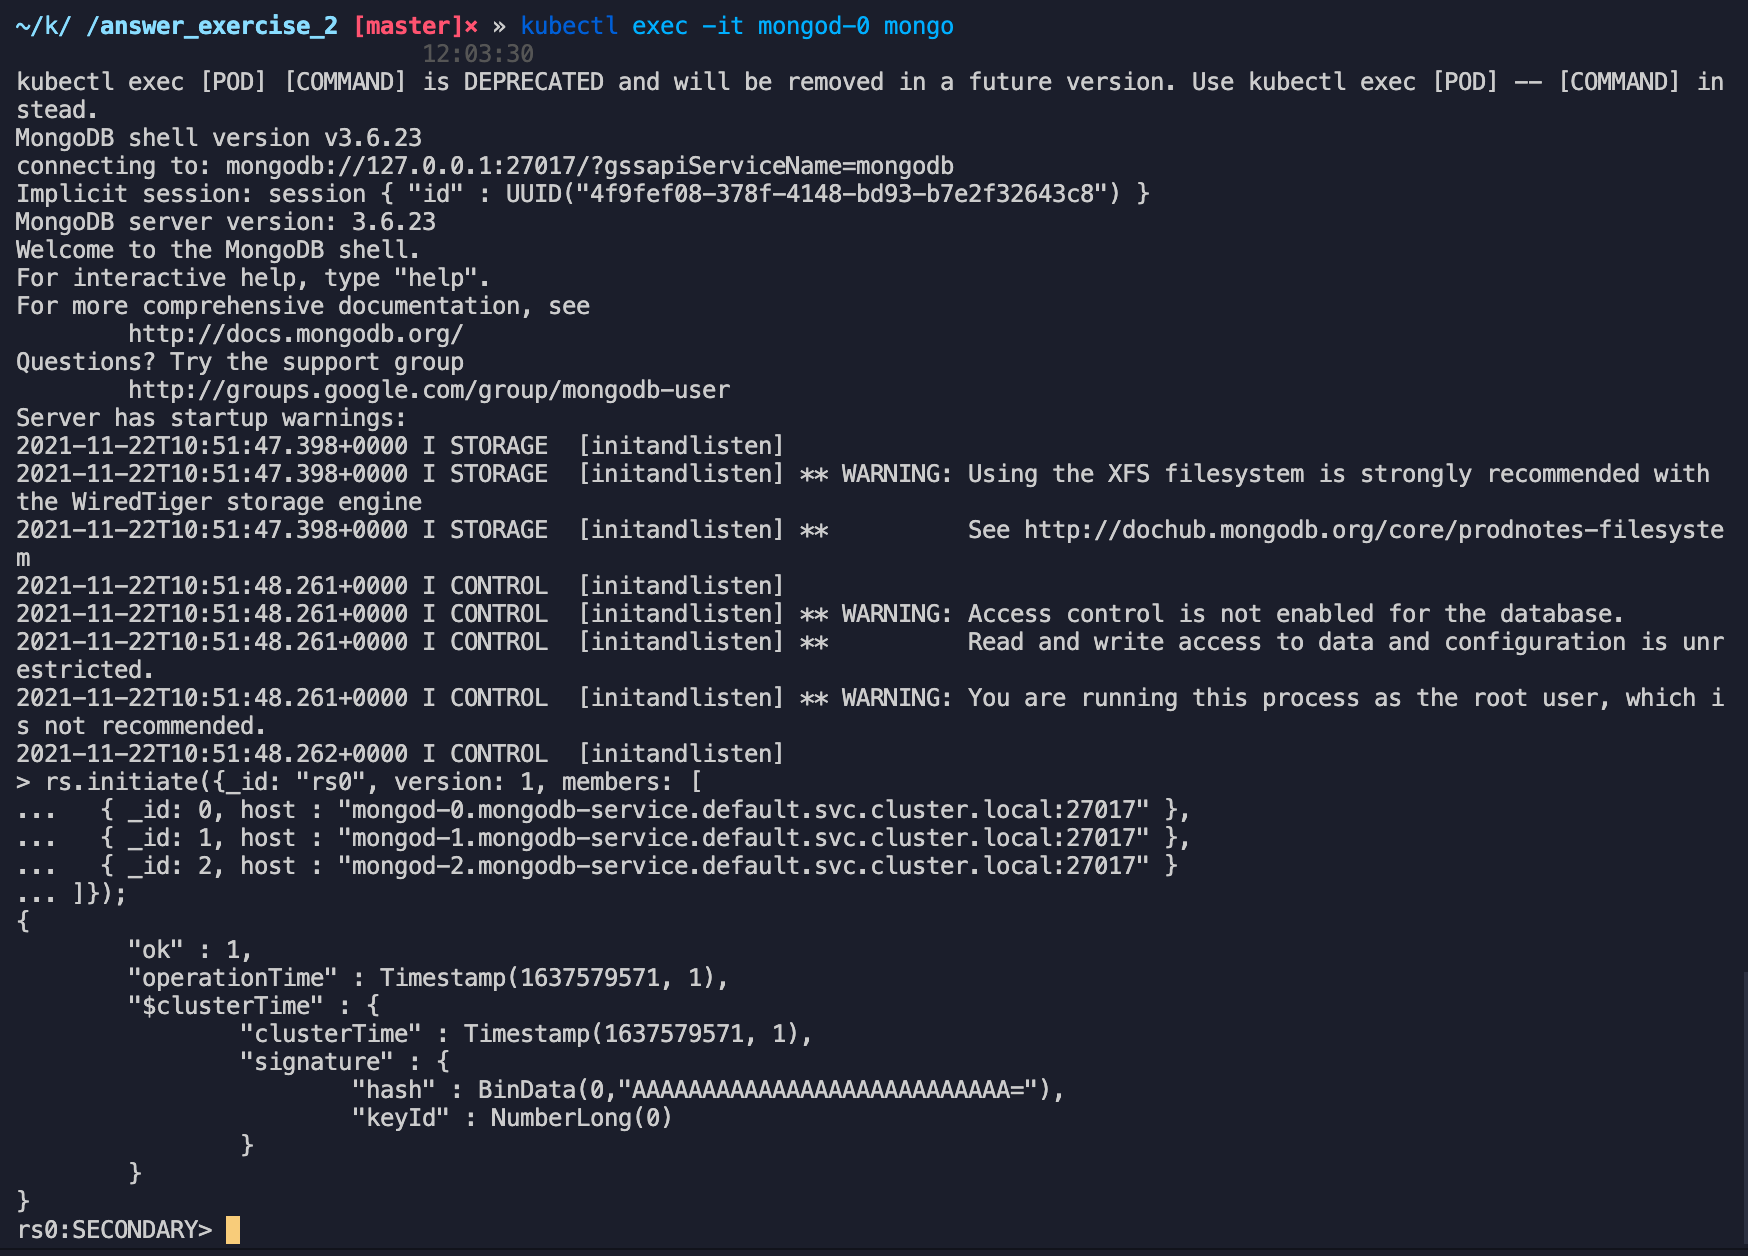 ~/k/ /answer_exercise_2 [master]× » kubectl exec -it mongod-0 mongo
12:03:30
kubectl exec [POD] [COMMAND] is DEPRECATED and will be removed in a future version. Use kubectl exec [POD] -- [COMMAND] in
stead.
MongoDB shell version v3.6.23
connecting to: mongodb://127.0.0.1:27017/?gssapiServiceName=mongodb
Implicit session: session { "id" : UUID("4f9fef08-378f-4148-bd93-b7e2f32643c8") }
MongoDB server version: 3.6.23
Welcome to the MongoDB shell.
For interactive help, type "help".
For more comprehensive documentation, see
        http://docs.mongodb.org/
Questions? Try the support group
        http://groups.google.com/group/mongodb-user
Server has startup warnings:
2021-11-22T10:51:47.398+0000 I STORAGE  [initandlisten]
2021-11-22T10:51:47.398+0000 I STORAGE  [initandlisten] ** WARNING: Using the XFS filesystem is strongly recommended with
the WiredTiger storage engine
2021-11-22T10:51:47.398+0000 I STORAGE  [initandlisten] **          See http://dochub.mongodb.org/core/prodnotes-filesyste
m
2021-11-22T10:51:48.261+0000 I CONTROL  [initandlisten]
2021-11-22T10:51:48.261+0000 I CONTROL  [initandlisten] ** WARNING: Access control is not enabled for the database.
2021-11-22T10:51:48.261+0000 I CONTROL  [initandlisten] **          Read and write access to data and configuration is unr
estricted.
2021-11-22T10:51:48.261+0000 I CONTROL  [initandlisten] ** WARNING: You are running this process as the root user, which i
s not recommended.
2021-11-22T10:51:48.262+0000 I CONTROL  [initandlisten]
> rs.initiate({_id: "rs0", version: 1, members: [
...   { _id: 0, host : "mongod-0.mongodb-service.default.svc.cluster.local:27017" },
...   { _id: 1, host : "mongod-1.mongodb-service.default.svc.cluster.local:27017" },
...   { _id: 2, host : "mongod-2.mongodb-service.default.svc.cluster.local:27017" }
... ]});
{
        "ok" : 1,
        "operationTime" : Timestamp(1637579571, 1),
        "$clusterTime" : {
                "clusterTime" : Timestamp(1637579571, 1),
                "signature" : {
                        "hash" : BinData(0,"AAAAAAAAAAAAAAAAAAAAAAAAAAA="),
                        "keyId" : NumberLong(0)
                }
        }
}
rs0:SECONDARY>